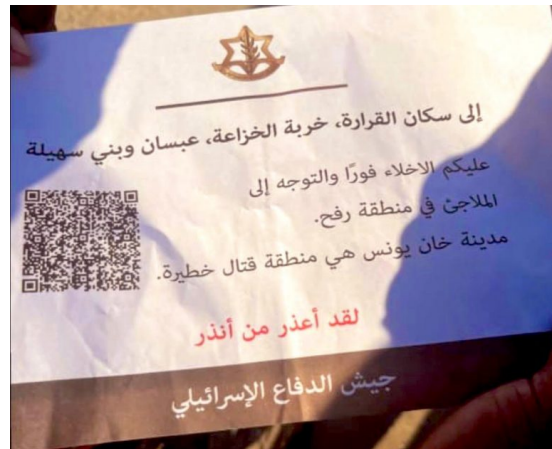 إلى سكان القرارة، خربة الخزاعة، عبسان وبني سهيلة
عليكم الاخلاء فورًا والتوجه إلى
الملاجئ في منطقة رفح.
مدينة خان يونس هي منطقة قتال خطيرة.
لقد أعذر من أنذر
جيش الدفاع الإسرائيلي